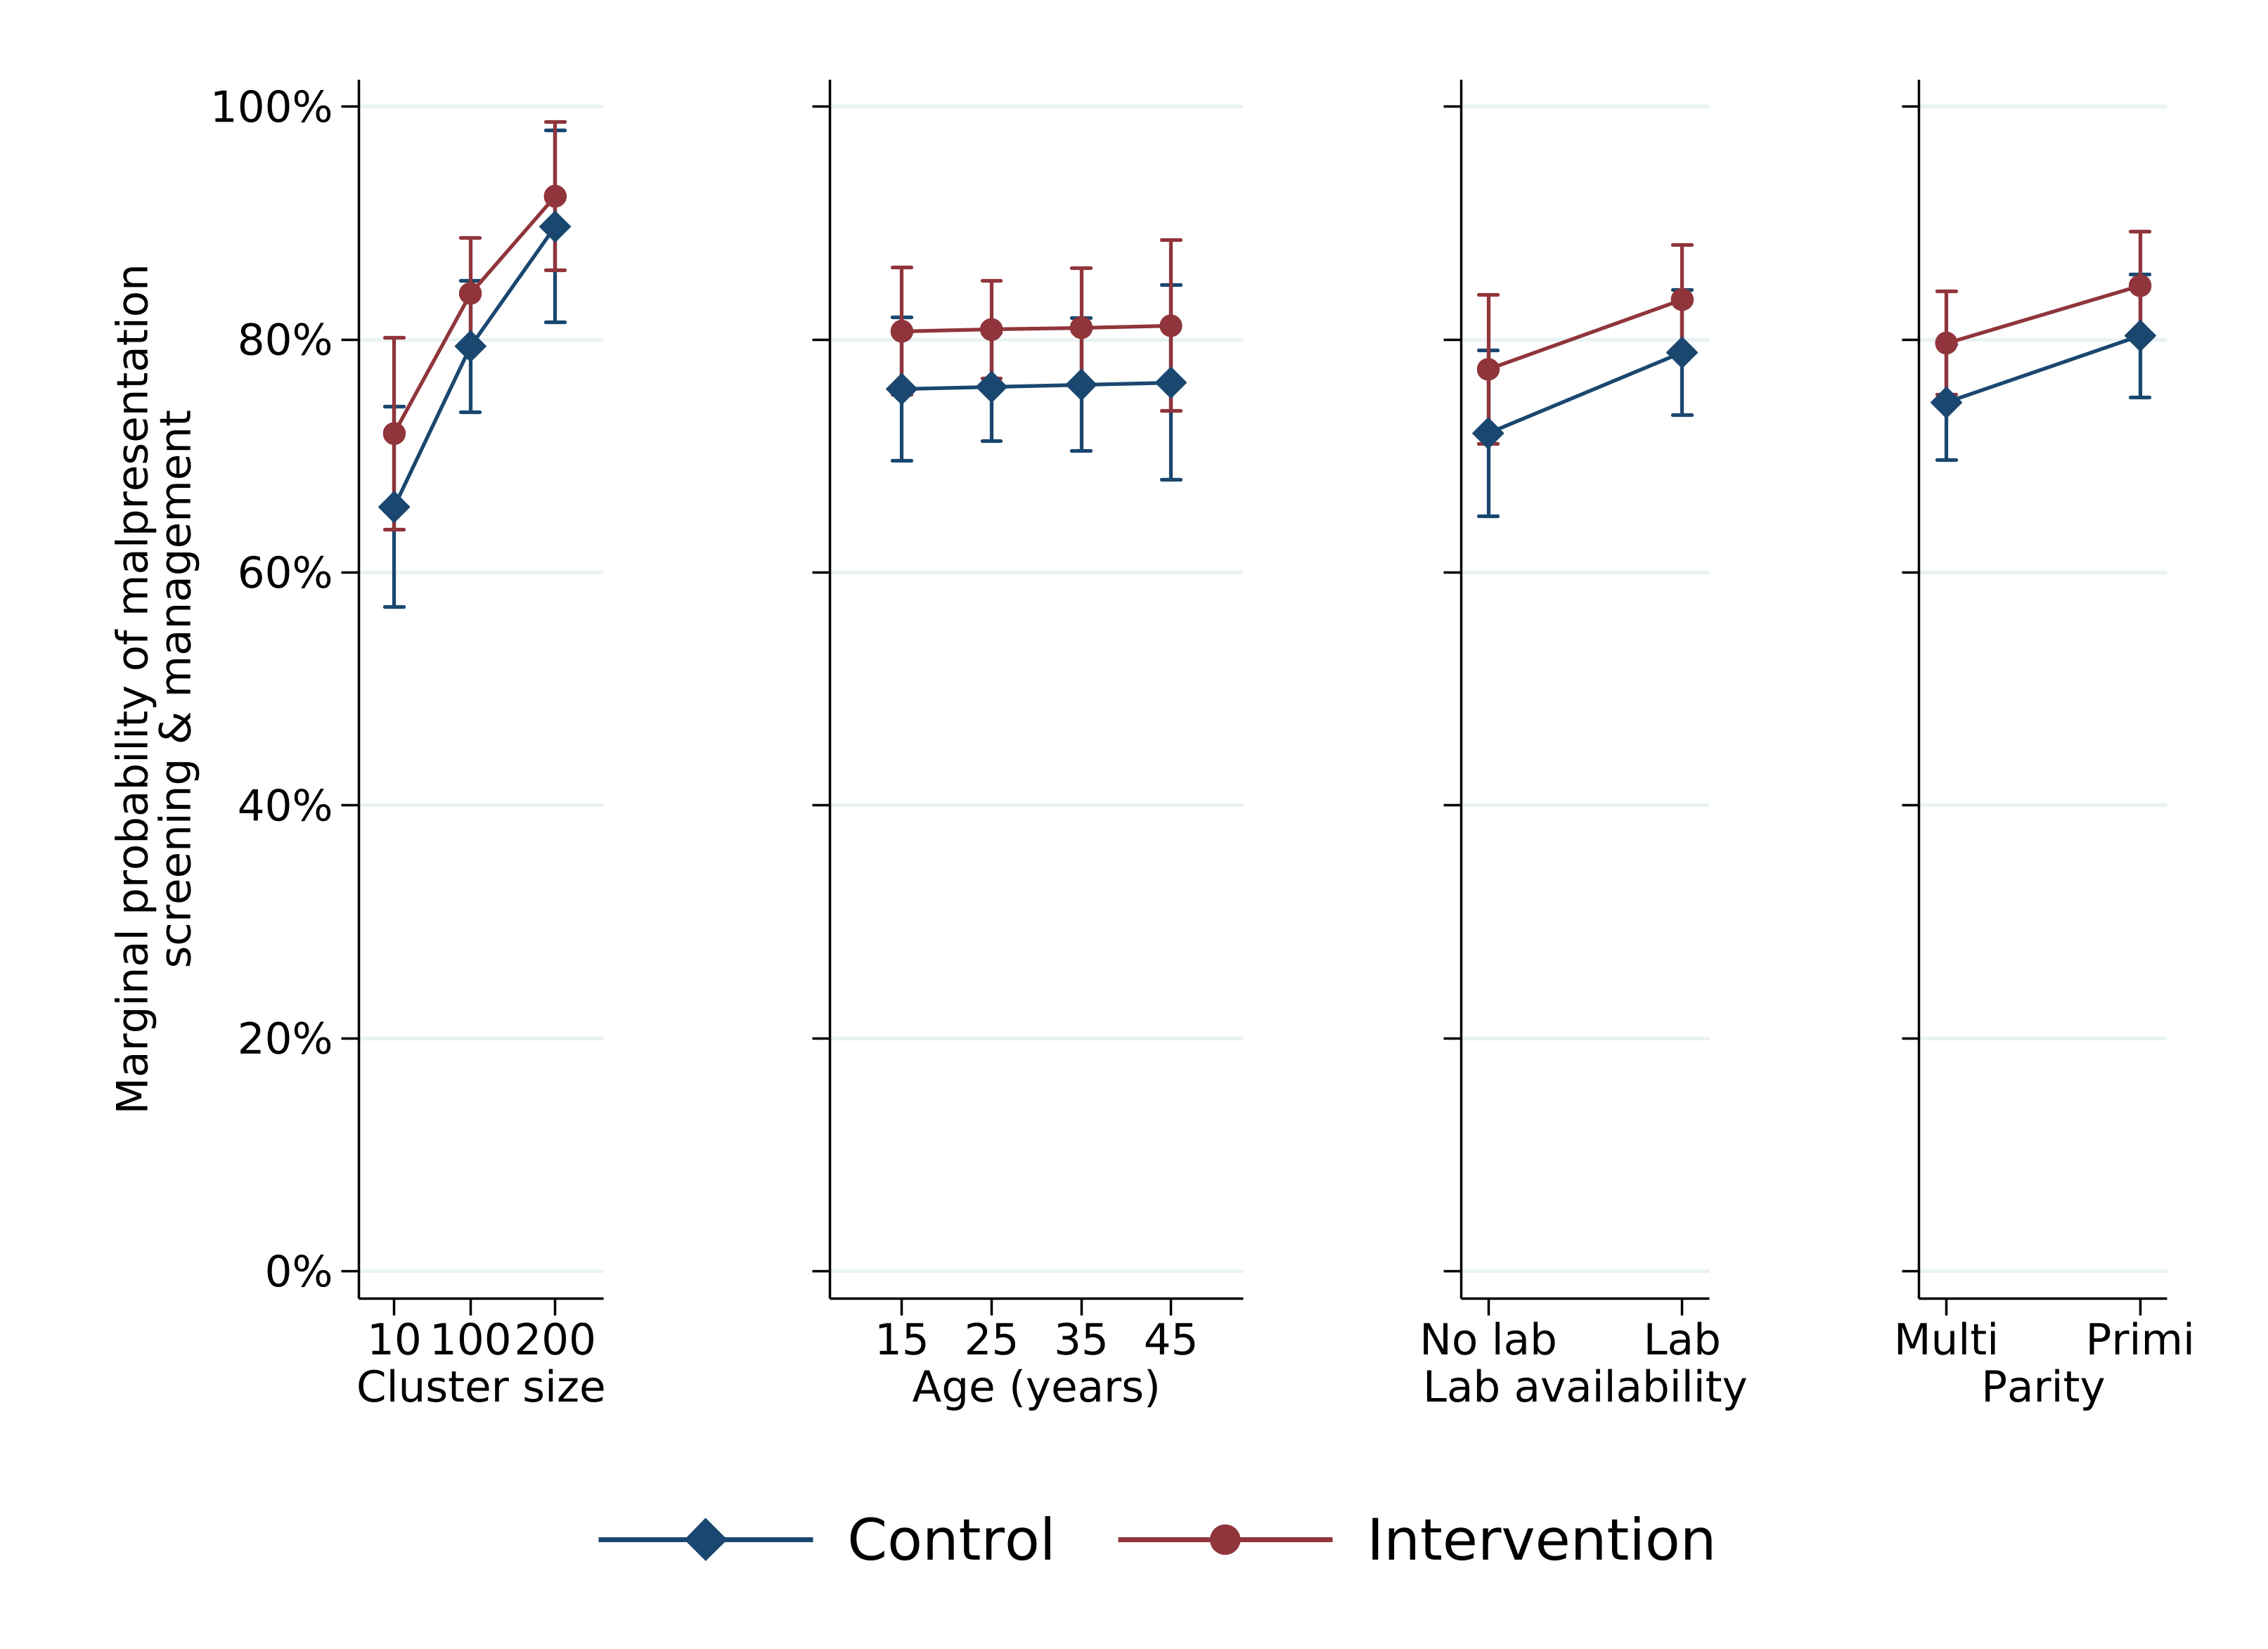 Marginal probability of malpresentation
screening & management
100%
80%
60%
40%
20%
0%
10 100 200
Cluster size
15 25 35 45
Age (years)
No lab Lab
Lab availability
Multi Primi
Parity
Control Intervention